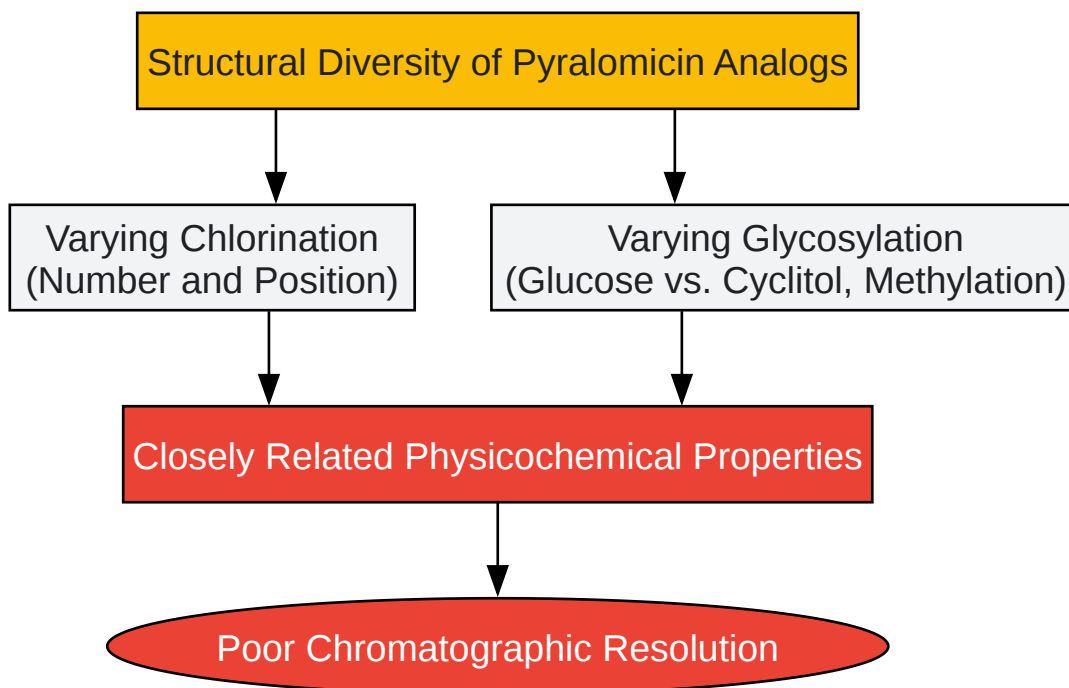 Structural Diversity of Pyralomicin Analogs
Varying Chlorination
(Number and Position)
Varying Glycosylation
(Glucose vs. Cyclitol, Methylation)
Closely Related Physicochemical Properties
Poor Chromatographic Resolution